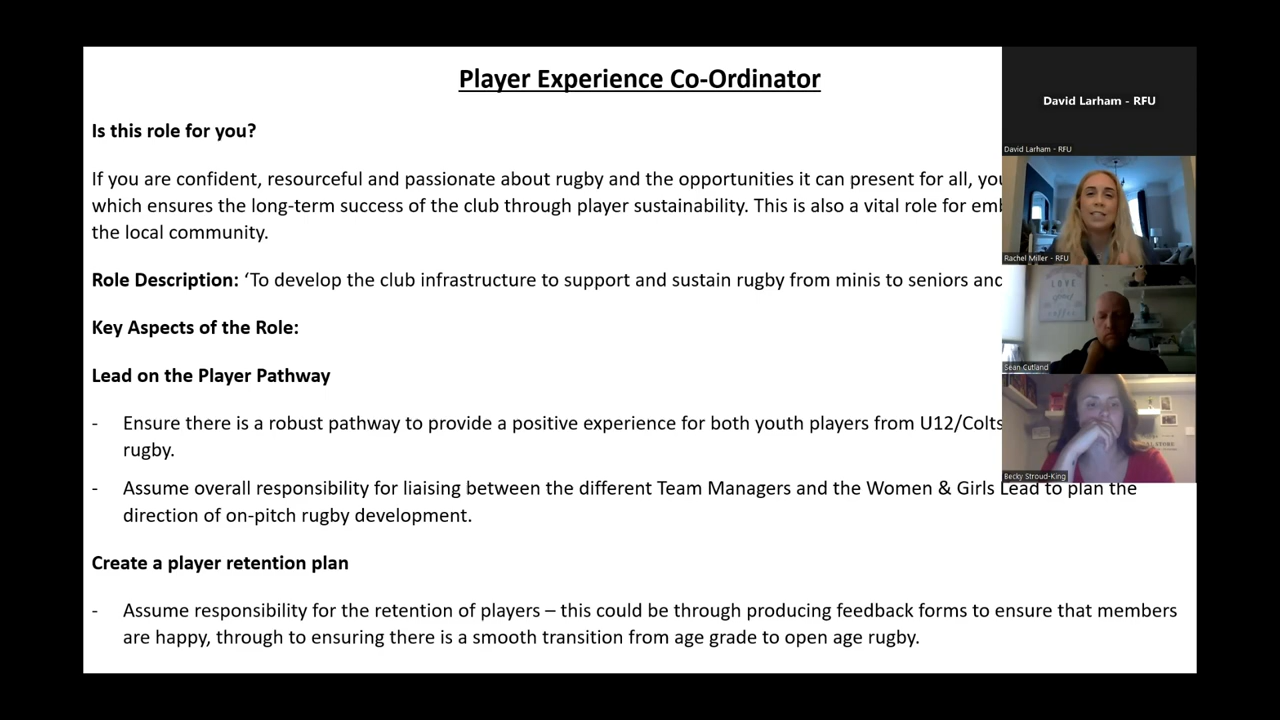 Player Experience Co-Ordinator
Is this role for you?
If you are confident, resourceful and passionate about rugby and the opportunities it can present for all,
which ensures the long-term success of the club through player sustainability. This is also a vital role for
the local community.
Role Description: ‘To develop the club infrastructure to support and sustain rugby from minis to seniors and
Key Aspects of the Role:
Lead on the Player Pathway
- Ensure there is a robust pathway to provide a positive experience for both youth players from U12/Colts
rugby.
- Assume overall responsibility for liaising between the different Team Managers and the Women & Girls Lead to plan the
direction of on-pitch rugby development.
Create a player retention plan
- Assume responsibility for the retention of players – this could be through producing feedback forms to ensure that members
are happy, through to ensuring there is a smooth transition from age grade to open age rugby.
David Larham - RFU
David Larham - RFU
Rachel Miller - RFU
LOVE
your
coffee
Sean Cutland
Becky Stroud-King